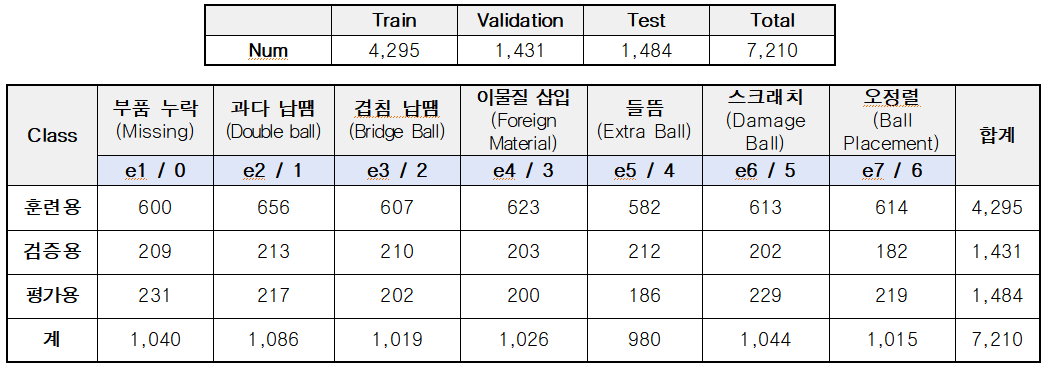 Train Validation Test Total
Num 4,295 1,431 1,484 7,210
Class 부품 누락 (Missing) 과다 납땜 (Double ball) 겹침 납땜 (Bridge Ball) 이물질 삽입 (Foreign Material) 들뜸 (Extra Ball) 스크래치 (Damage Ball) 오정렬 (Ball Placement) 합계
e1 / 0 e2 / 1 e3 / 2 e4 / 3 e5 / 4 e6 / 5 e7 / 6
훈련용 600 656 607 623 582 613 614 4,295
검증용 209 213 210 203 212 202 182 1,431
평가용 231 217 202 200 186 229 219 1,484
계 1,040 1,086 1,019 1,026 980 1,044 1,015 7,210